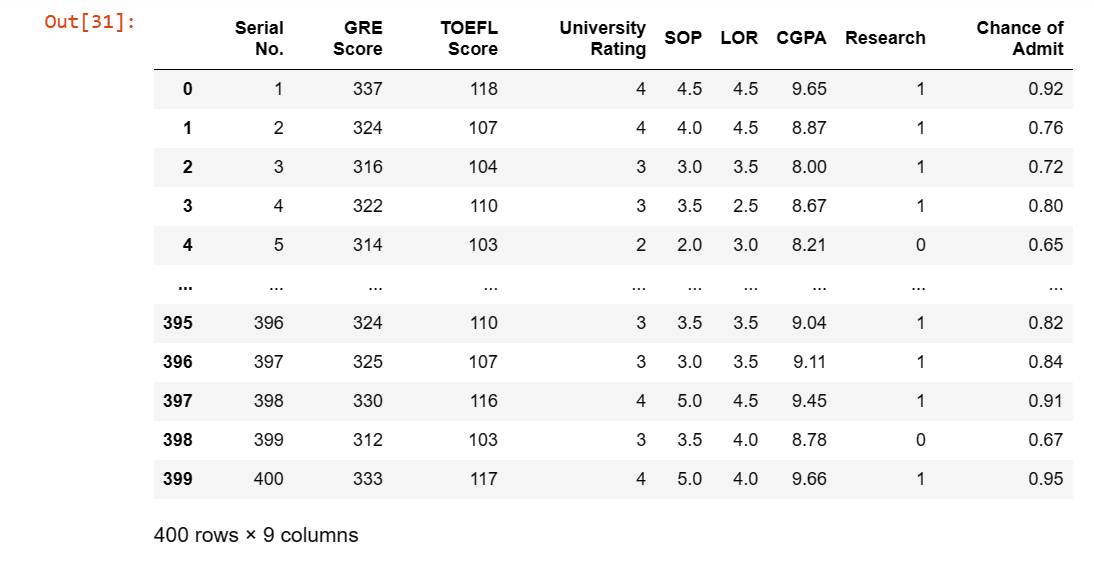 Out[31]:
Serial No. GRE Score TOEFL Score University Rating SOP LOR CGPA Research Chance of Admit
0 1 337 118 4 4.5 4.5 9.65 1 0.92
1 2 324 107 4 4.0 4.5 8.87 1 0.76
2 3 316 104 3 3.0 3.5 8.00 1 0.72
3 4 322 110 3 3.5 2.5 8.67 1 0.80
4 5 314 103 2 2.0 3.0 8.21 0 0.65
... ... ... ... ... ... ... ... ... ...
395 396 324 110 3 3.5 3.5 9.04 1 0.82
396 397 325 107 3 3.0 3.5 9.11 1 0.84
397 398 330 116 4 5.0 4.5 9.45 1 0.91
398 399 312 103 3 3.5 4.0 8.78 0 0.67
399 400 333 117 4 5.0 4.0 9.66 1 0.95
400 rows × 9 columns